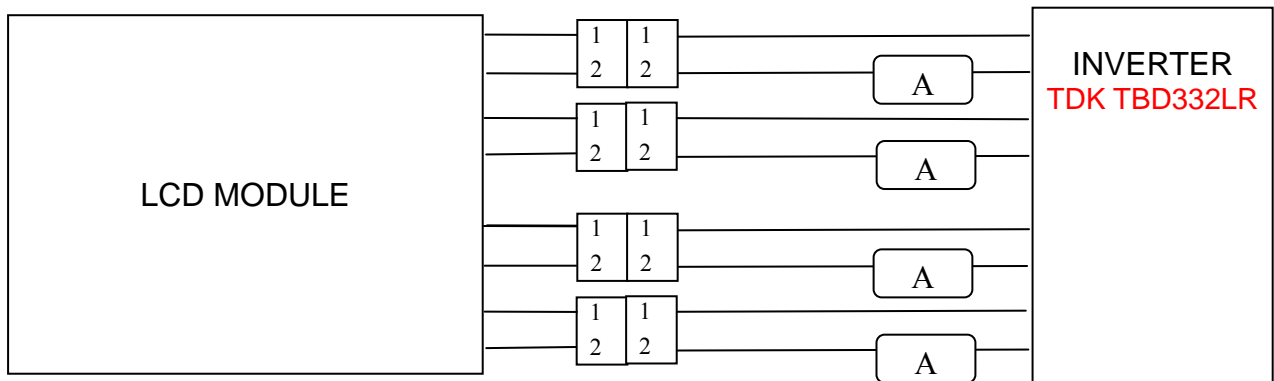 1 1
2 2
A
INVERTER
TDK TBD332LR
1 1
2 2
A
LCD MODULE
1 1
2 2
A
1 1
2 2
A